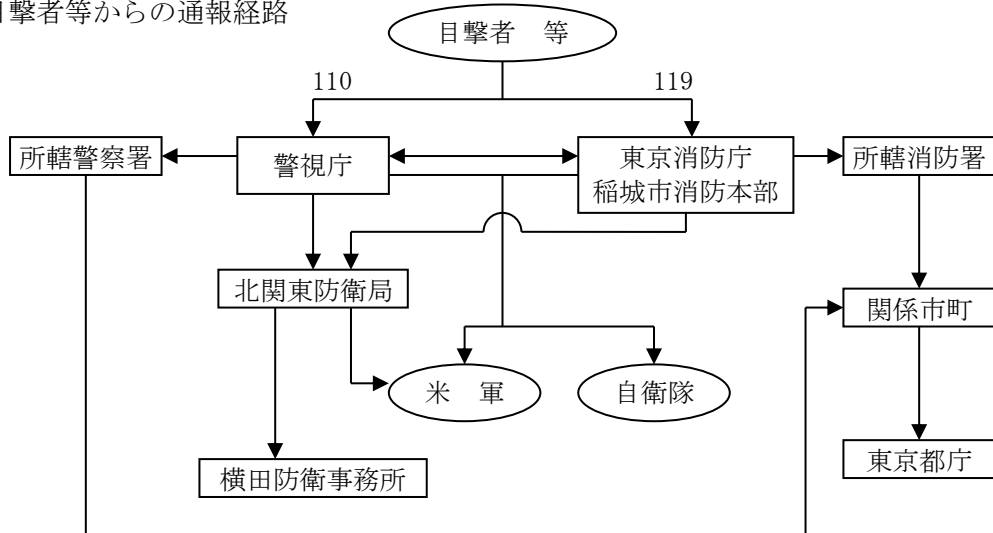 目撃者等からの通報経路
目撃者　等
110
119
所轄警察署
警視庁
東京消防庁
稲城市消防本部
所轄消防署
北関東防衛局
関係市町
米　軍
自衛隊
東京都庁
横田防衛事務所